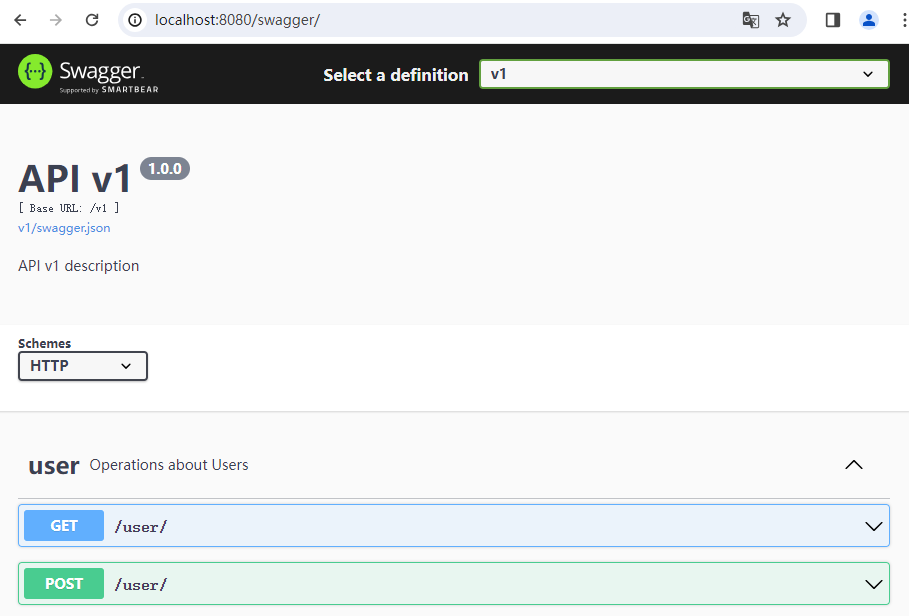 localhost:8080/swagger/
Swagger
Supported by SMARTBEAR
Select a definition
v1
API v1 1.0.0
[ Base URL: /v1 ]
v1/swagger.json
API v1 description
Schemes
HTTP
user Operations about Users
GET /user/
POST /user/